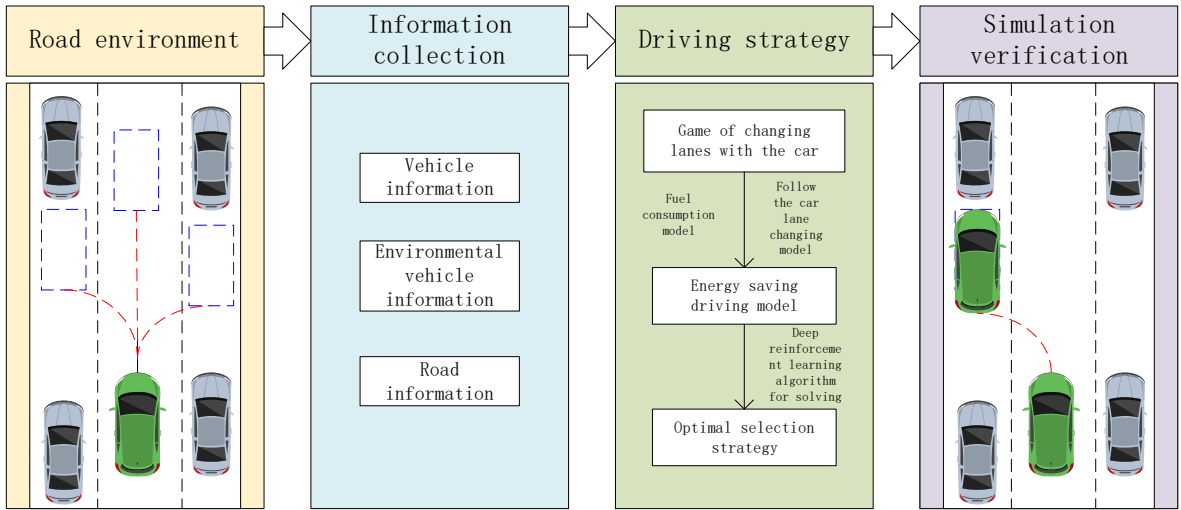 Road environment
Information
collection
Driving strategy
Simulation
verification
Vehicle
information
Environmental
vehicle
information
Road
information
Game of changing
lanes with the car
Fuel
consumption
model
Follow
the car
lane
changing
model
Energy saving
driving model
Deep
reinforceme
nt learning
algorithm
for solving
Optimal selection
strategy